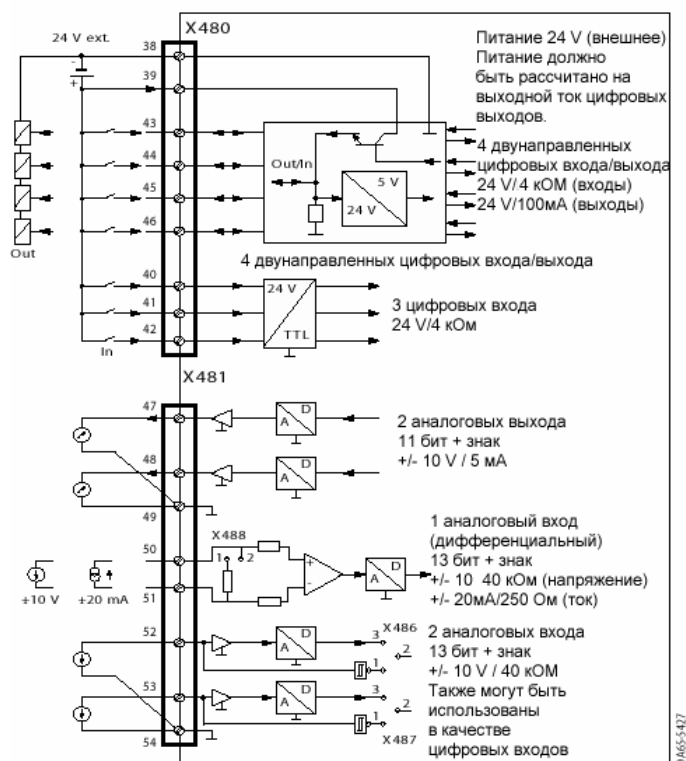 X480
24 V ext.
38
-
+
39
43
44
45
46
Out
40
41
42
In
Out/In
5 V
24 V
Питание 24 V (внешнее)
Питание должно
быть рассчитано на
выходной ток цифровых
выходов.
4 двунаправленных
цифровых входа/выхода
24 V/ 4 кОМ (входы)
24 V/100мА (выходы)
4 двунаправленных цифровых входа/выхода
24 V
TTL
3 цифровых входа
24 V/4 кОм
X481
47
48
49
D
A
D
A
2 аналоговых выхода
11 бит + знак
+/- 10 V / 5 мА
50
51
X488
1
2
+
-
D
A
+10 V
+20 mA
1 аналоговый вход
(дифференциальный)
13 бит + знак
+/- 10 40 кОм (напряжение)
+/- 20мА/250 Ом (ток)
52
53
54
D
A
D
A
3
X486
2
1
3
2
1
X487
2 аналоговых входа
13 бит + знак
+/- 10 V / 40 кОМ
Также могут быть
использованы
в качестве
цифровых входов
DA65-5427